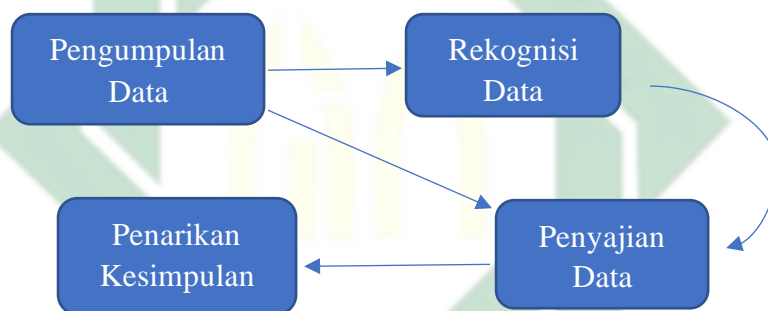 Pengumpulan
Data
Rekognisi
Data
Penarikan
Kesimpulan
Penyajian
Data